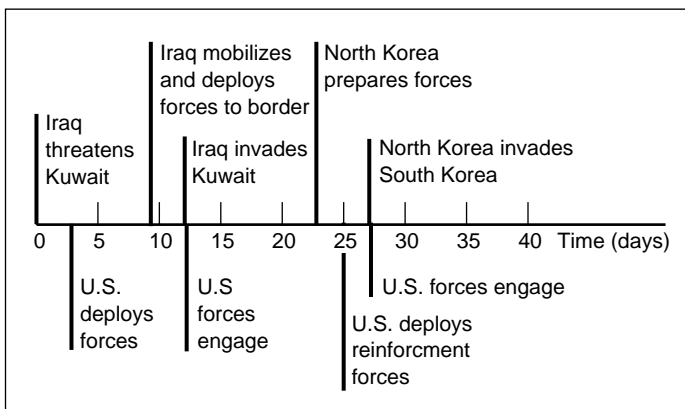 Iraq
threatens
Kuwait
Iraq mobilizes
and deploys
forces to border
Iraq invades
Kuwait
North Korea
prepares forces
North Korea invades
South Korea
0 5 10 15 20 25 30 35 40 Time (days)
U.S.
deploys
forces
U.S
forces
engage
U.S. deploys
reinforcment
forces
U.S. forces engage